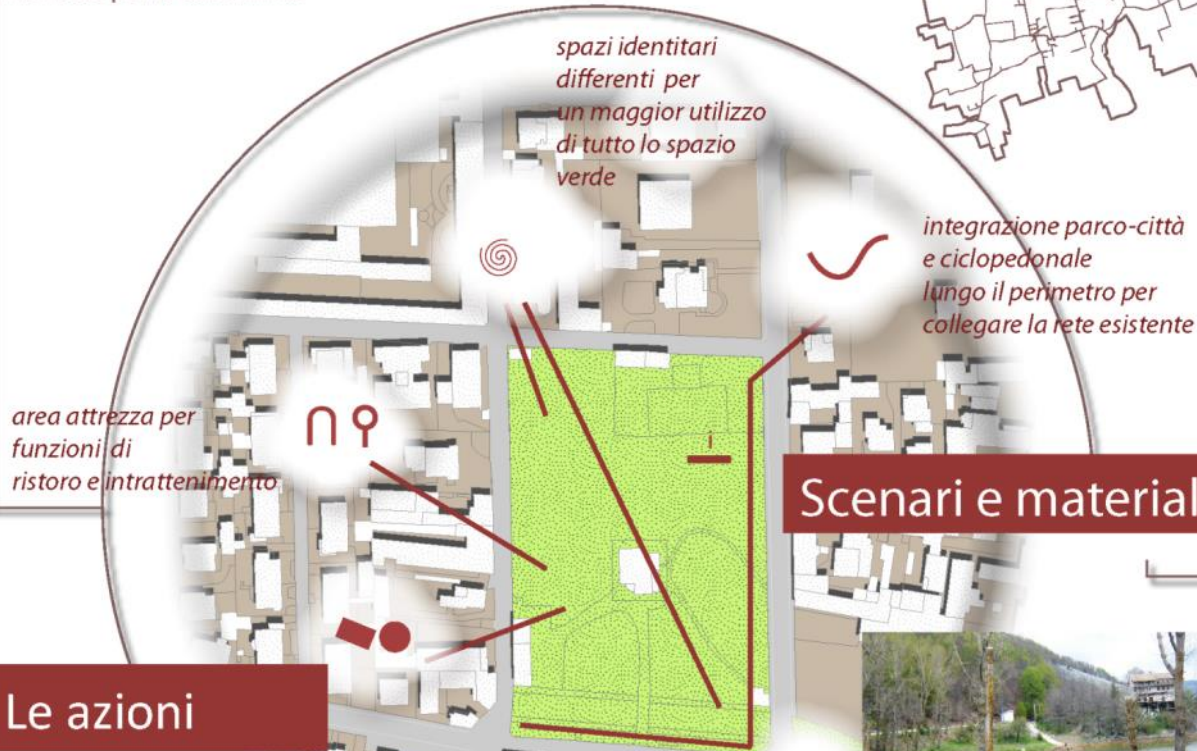 spazi identitari
differenti per
un maggior utilizzo
di tutto lo spazio
verde
integrazione parco-città
e ciclopedonale
lungo il perimetro per
collegare la rete esistente
area attrezza per
funzioni di
ristoro e intrattenimento
i
Scenari e material
Le azioni